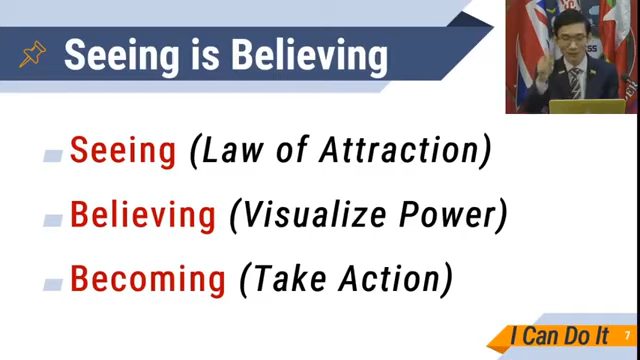 Seeing is Believing
Seeing (Law of Attraction)
Believing (Visualize Power)
Becoming (Take Action)
I Can Do It 7